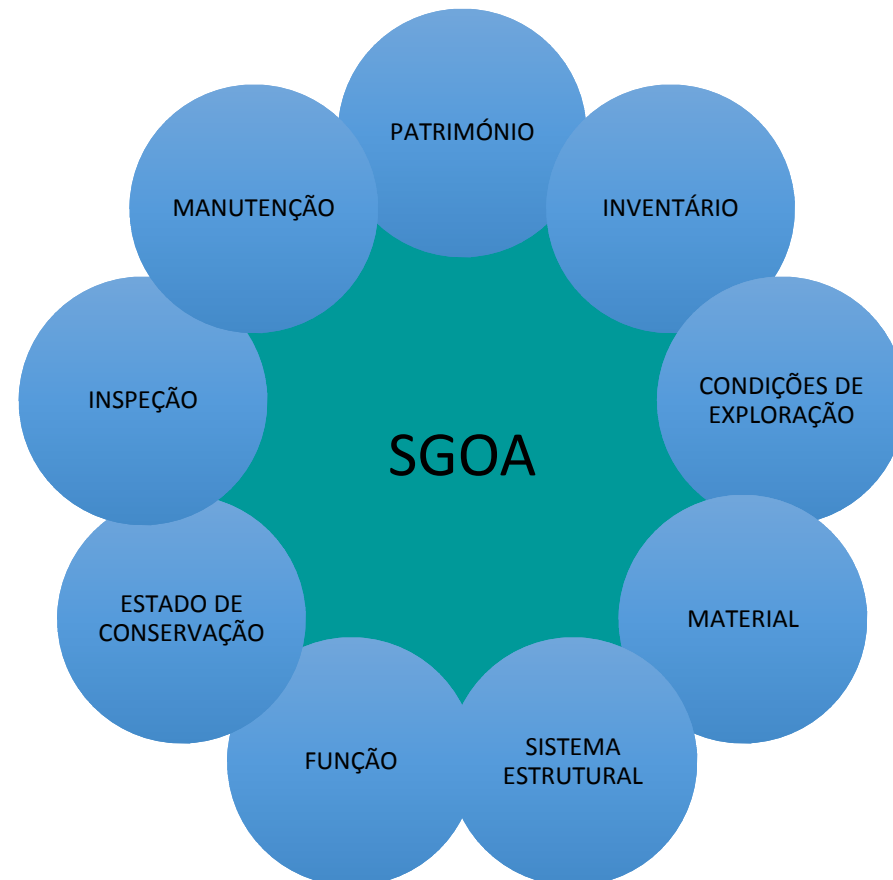 PATRIMÓNIO
INVENTÁRIO
CONDIÇÕES DE
EXPLORAÇÃO
MATERIAL
SISTEMA
ESTRUTURAL
FUNÇÃO
ESTADO DE
CONSERVAÇÃO
INSPEÇÃO
MANUTENÇÃO
SGOA